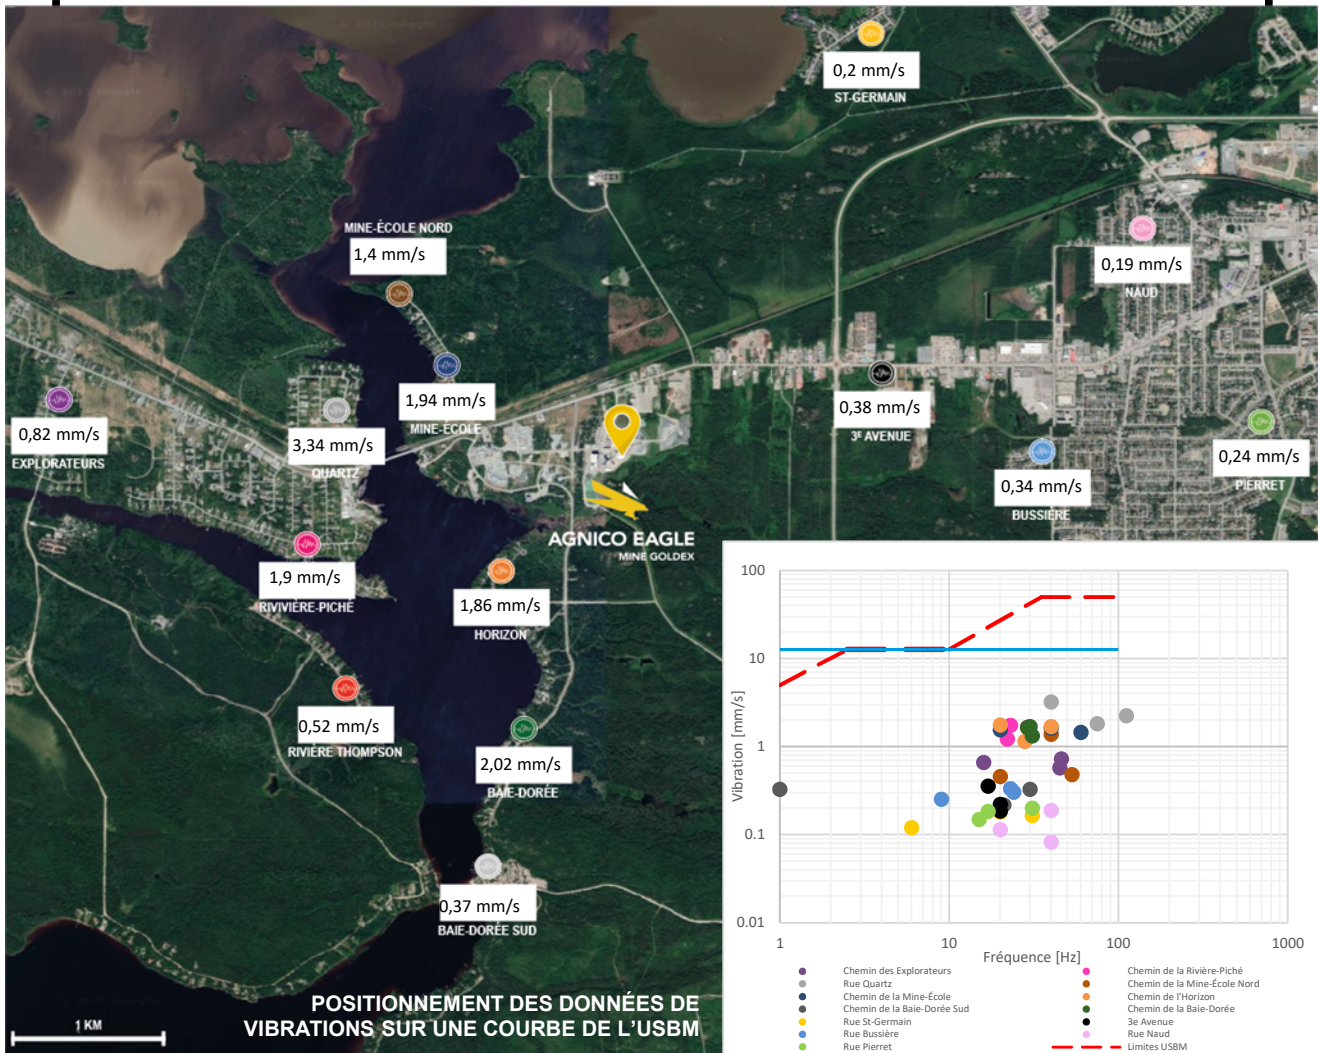 0,2 mm/s
ST-GERMAIN
MINE-ÉCOLE NORD
1,4 mm/s
0,19 mm/s
NAUD
1,94 mm/s
MINE-ÉCOLE
0,82 mm/s
EXPLORATEURS
3,34 mm/s
QUARTZ
0,38 mm/s
3E AVENUE
0,24 mm/s
PIERRET
0,34 mm/s
BUSSIÈRE
AGNICO EAGLE
MINE GOLDEX
1,9 mm/s
RIVIVIÈRE-PICHÉ
1,86 mm/s
HORIZON
0,52 mm/s
RIVIÈRE THOMPSON
2,02 mm/s
BAIE-DORÉE
0,37 mm/s
BAIE-DORÉE SUD
POSITIONNEMENT DES DONNÉES DE
VIBRATIONS SUR UNE COURBE DE L'USBM
1 KM
100
10
1
0.1
0.01
Vibration [mm/s]
1 10 100 1000
Fréquence [Hz]
Chemin des Explorateurs
Chemin de la Rivière-Piché
Rue Quartz
Chemin de la Mine-École Nord
Chemin de la Mine-École
Chemin de l'Horizon
Chemin de la Baie-Dorée Sud
Chemin de la Baie-Dorée
Rue St-Germain
3e Avenue
Rue Bussière
Rue Naud
Rue Pierret
Limites USBM